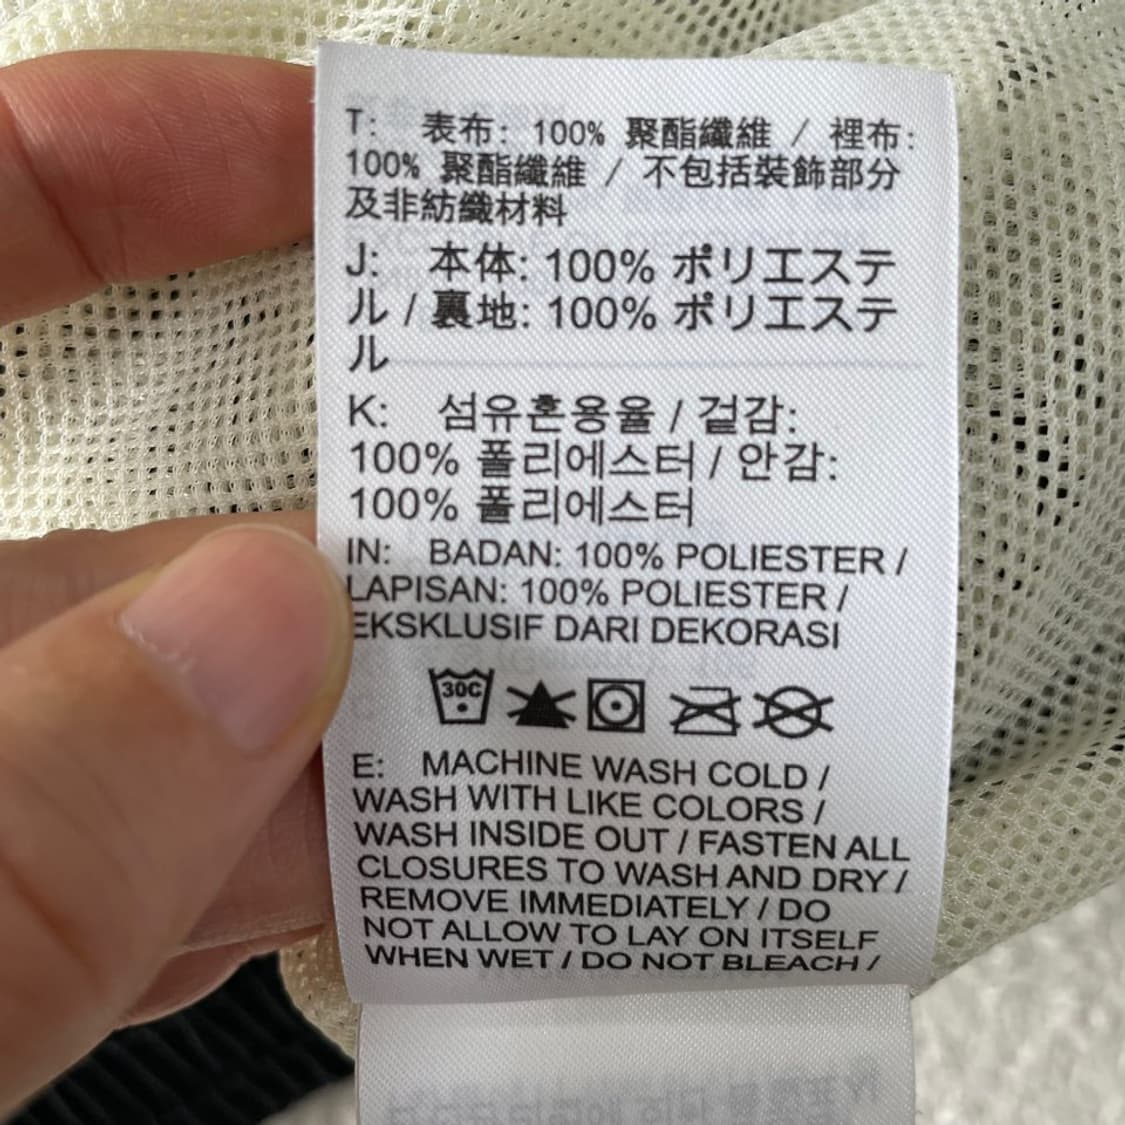 T: 表布: 100% 聚酯纖維 / 裡布:
100% 聚酯纖維 / 不包括裝飾部分
及非紡織材料
J: 本体: 100% ポリエステ
ル / 裏地: 100% ポリエステ
ル
K: 섬유혼용율 / 겉감:
100% 폴리에스터 / 안감:
100% 폴리에스터
IN: BADAN: 100% POLIESTER /
LAPISAN: 100% POLIESTER /
EKSKLUSIF DARI DEKORASI
30C
E: MACHINE WASH COLD /
WASH WITH LIKE COLORS /
WASH INSIDE OUT / FASTEN ALL
CLOSURES TO WASH AND DRY /
REMOVE IMMEDIATELY / DO
NOT ALLOW TO LAY ON ITSELF
WHEN WET / DO NOT BLEACH /